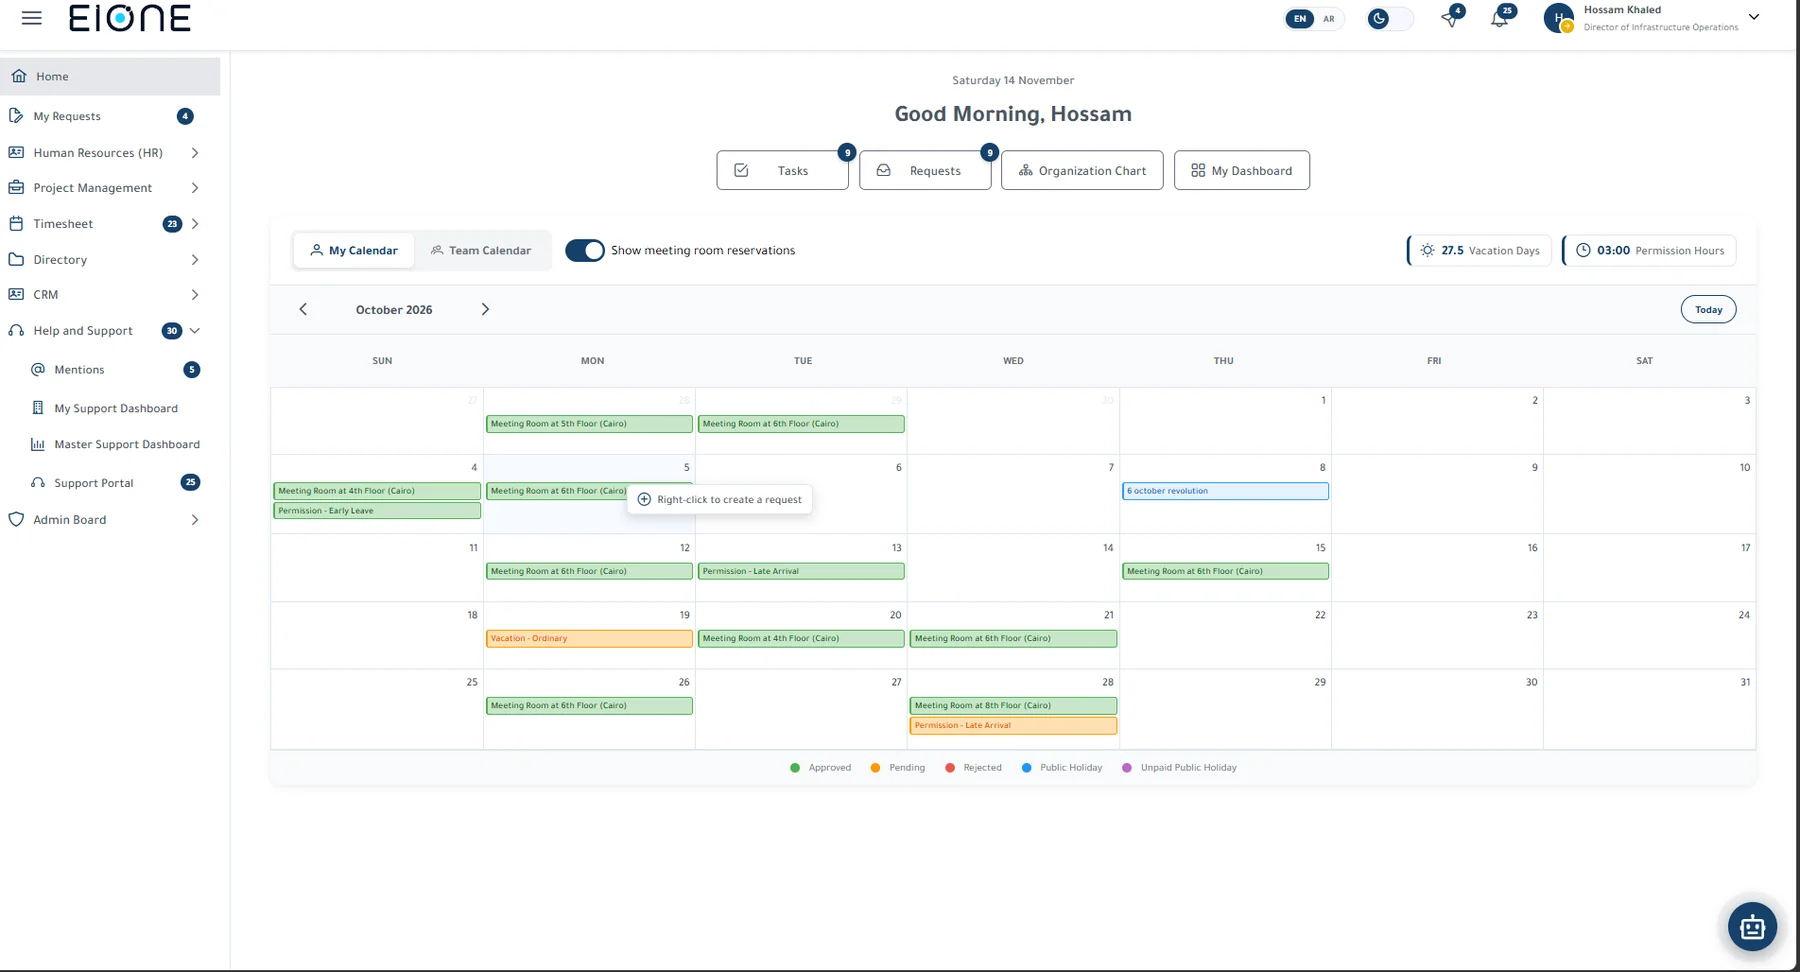 EIONE
EN AR
4
25
H
Hossam Khaled
Director of Infrastructure Operations
Home
My Requests 4
Human Resources (HR)
Project Management
Timesheet 23
Directory
CRM
Help and Support 30
Mentions 5
My Support Dashboard
Master Support Dashboard
Support Portal 25
Admin Board
Saturday 14 November
Good Morning, Hossam
Tasks 9
Requests 9
Organization Chart
My Dashboard
My Calendar
Team Calendar
Show meeting room reservations
27.5 Vacation Days
03:00 Permission Hours
October 2026
Today
SUN MON TUE WED THU FRI SAT
27 28 29 30 1 2 3
Meeting Room at 5th Floor (Cairo) Meeting Room at 6th Floor (Cairo)
4 5 6 7 8 9 10
Meeting Room at 4th Floor (Cairo) Meeting Room at 6th Floor (Cairo) 6 october revolution
Right-click to create a request
Permission - Early Leave
11 12 13 14 15 16 17
Meeting Room at 6th Floor (Cairo) Permission - Late Arrival Meeting Room at 6th Floor (Cairo)
18 19 20 21 22 23 24
Vacation - Ordinary Meeting Room at 4th Floor (Cairo) Meeting Room at 6th Floor (Cairo)
25 26 27 28 29 30 31
Meeting Room at 6th Floor (Cairo) Meeting Room at 8th Floor (Cairo)
Permission - Late Arrival
Approved Pending Rejected Public Holiday Unpaid Public Holiday